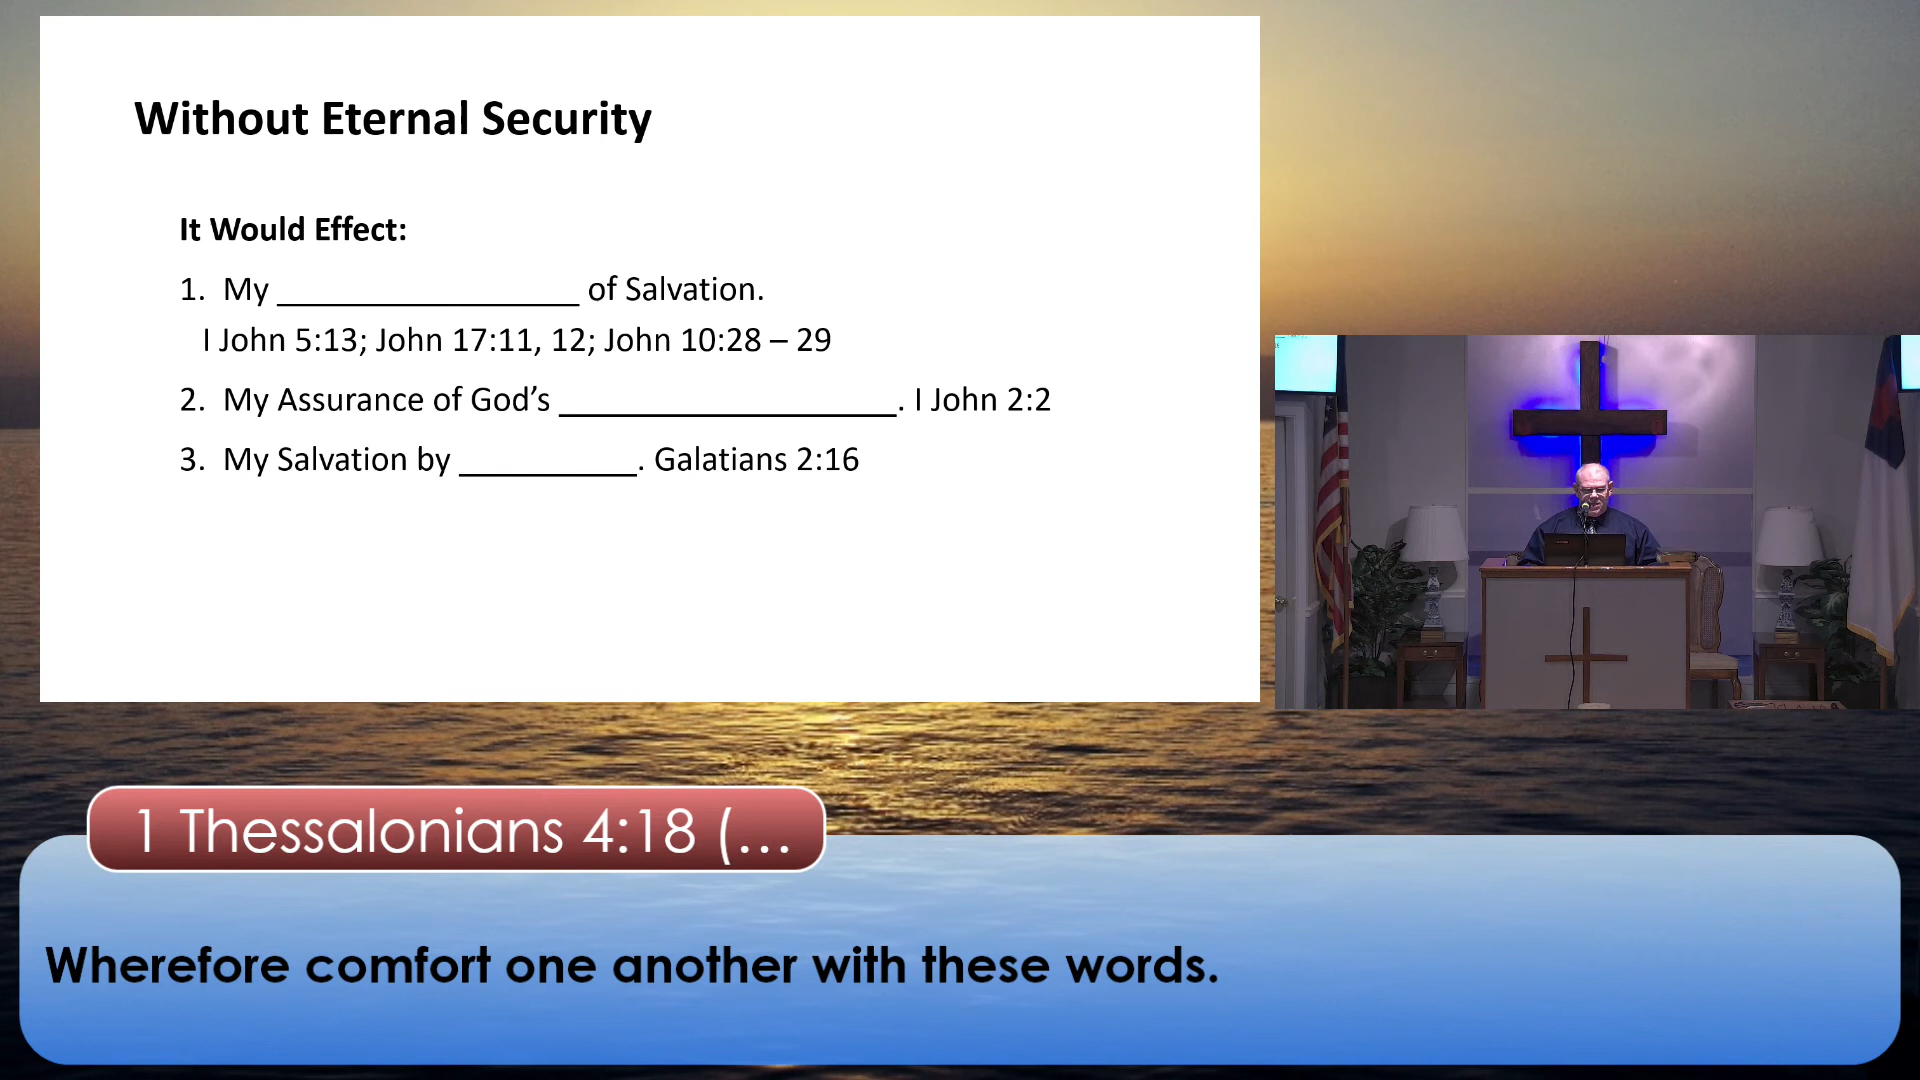 Without Eternal Security
It Would Effect:
1. My _________________ of Salvation.
I John 5:13; John 17:11, 12; John 10:28 – 29
2. My Assurance of God’s ___________________. I John 2:2
3. My Salvation by __________. Galatians 2:16
1 Thessalonians 4:18 (...
Wherefore comfort one another with these words.